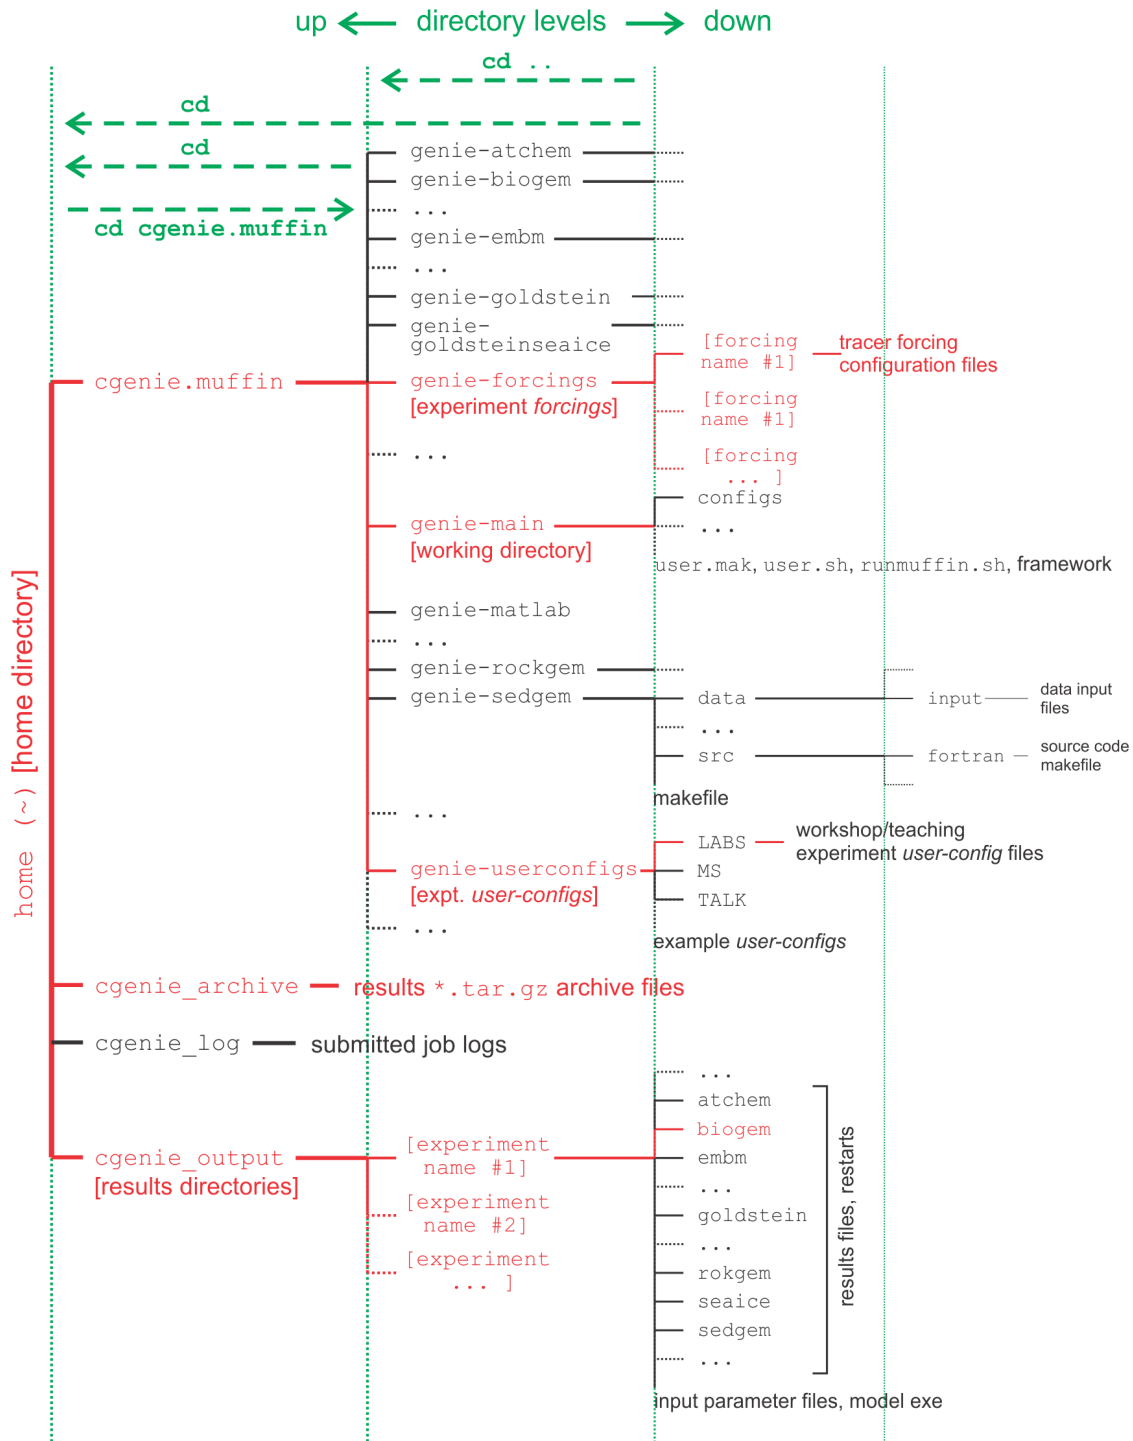 up directory levels down
cd ..
cd
cd
cd cgenie.muffin
genie-atchem
genie-biogem
...
genie-embm
...
genie-goldstein
genie-
goldsteinseaice
[forcing
name #1]
tracer forcing
configuration files
cgenie.muffin
genie-forcings
[experiment forcings]
[forcing
name #1]
...
[forcing
... ]
configs
genie-main
[working directory]
...
user.mak, user.sh, runmuffin.sh, framework
home (~) [home directory]
genie-matlab
...
genie-rockgem
genie-sedgem
data
input
data input
files
...
src
fortran
source code
makefile
makefile
...
LABS
workshop/teaching
experiment user-config files
genie-userconfigs
[expt. user-configs]
MS
TALK
...
example user-configs
cgenie_archive
results *.tar.gz archive files
cgenie_log
submitted job logs
...
atchem
biogem
cgenie_output
[results directories]
[experiment
name #1]
embm
...
[experiment
name #2]
goldstein
...
[experiment
... ]
rokgem
seaice
sedgem
...
results files, restarts
input parameter files, model exe